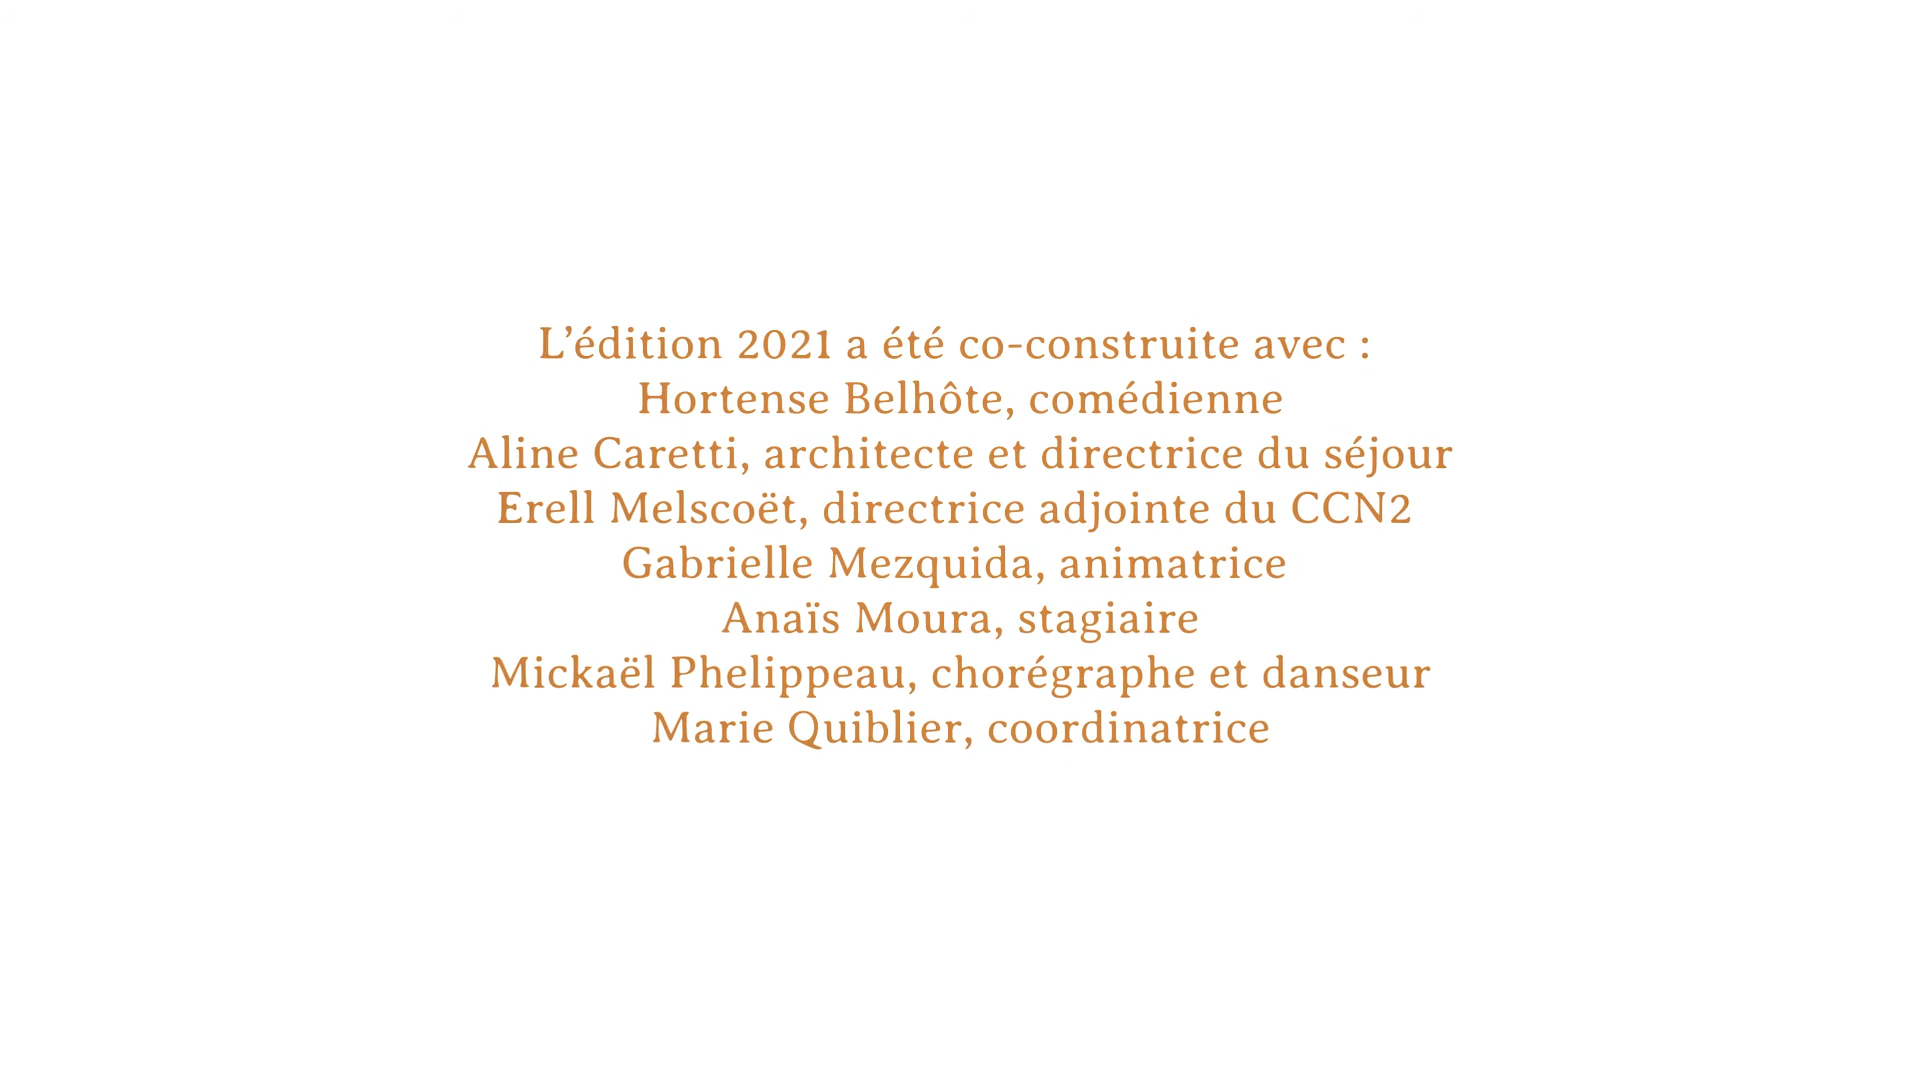 L’édition 2021 a été co-construite avec :
Hortense Belhôte, comédienne
Aline Caretti, architecte et directrice du séjour
Erell Melscoët, directrice adjointe du CCN2
Gabrielle Mezquida, animatrice
Anaïs Moura, stagiaire
Mickaël Phelippeau, chorégraphe et danseur
Marie Quiblier, coordinatrice